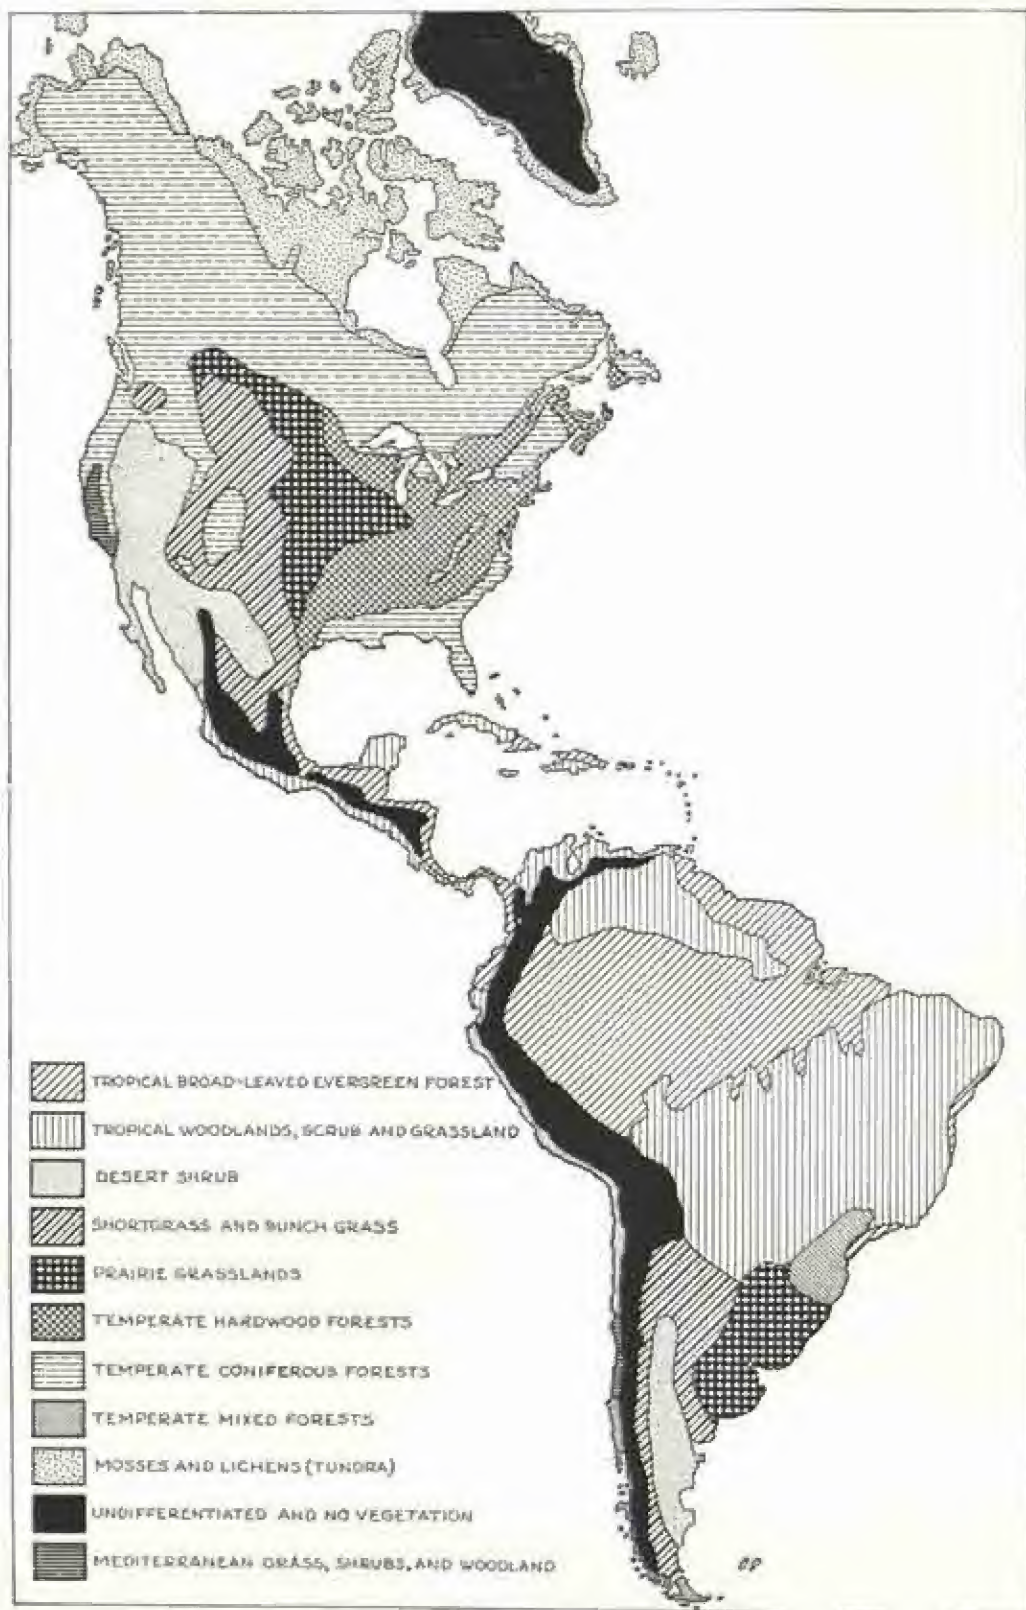 TROPICAL BROAD-LEAVED EVERGREEN FOREST
TROPICAL WOODLANDS, SCRUB AND GRASSLAND
DESERT SHRUB
SHORTGRASS AND BUNCH GRASS
PRAIRIE GRASSLANDS
TEMPERATE HARDWOOD FORESTS
TEMPERATE CONIFEROUS FORESTS
TEMPERATE MIXED FORESTS
MOSSES AND LICHENS (TUNDRA)
UNDIFFERENTIATED AND NO VEGETATION
MEDITERRANEAN GRASS, SHRUBS, AND WOODLAND